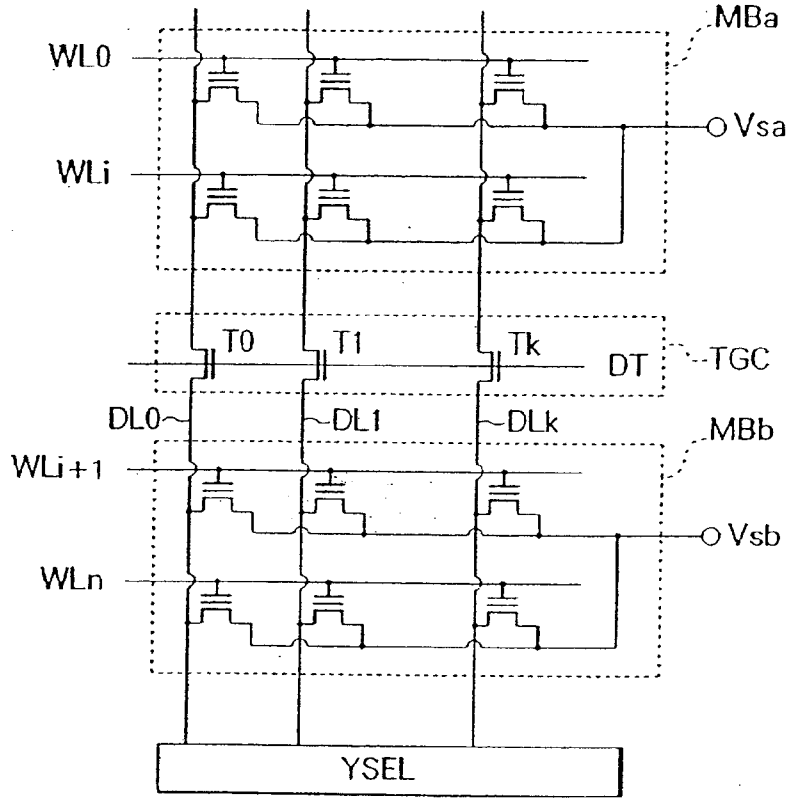 MBa
WL0
Vsa
WLi
T0 T1 Tk DT TGC
DL0 DL1 DLk
MBb
WLi+1
Vsb
WLn
YSEL